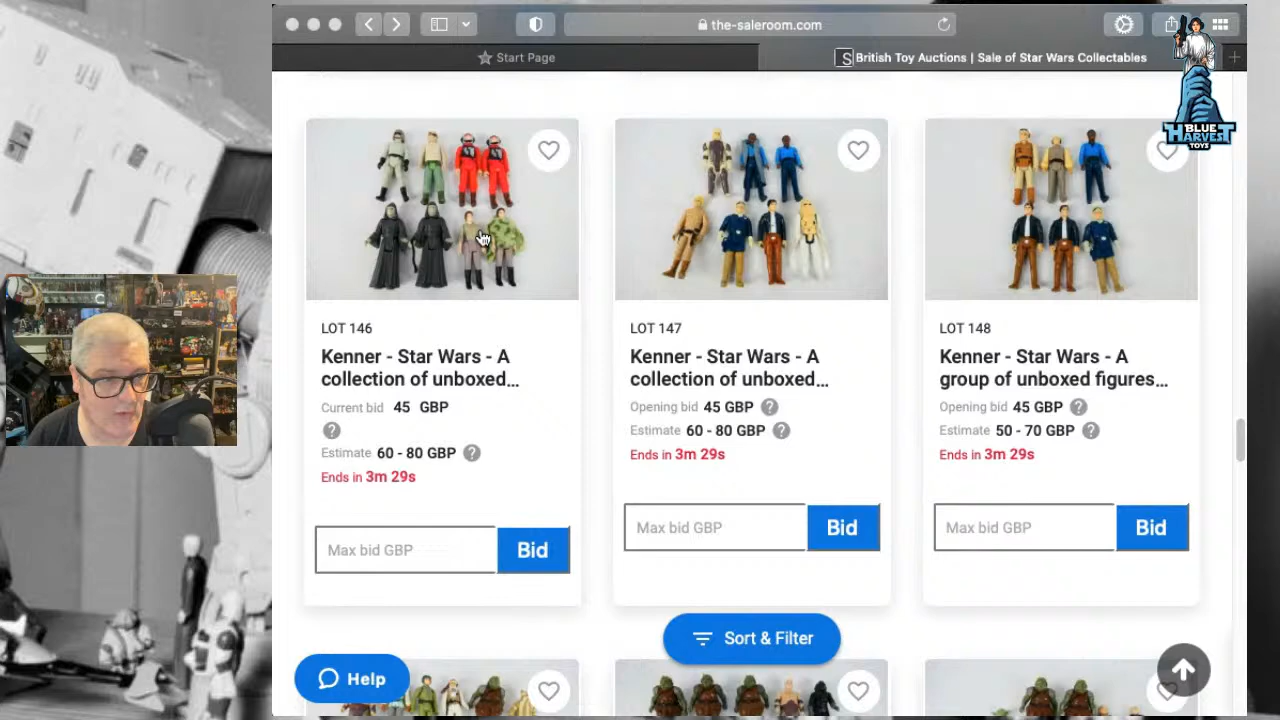 the-saleroom.com
Start Page
British Toy Auctions | Sale of Star Wars Collectables
BLUE
HARVEST
TOYS
LOT 146
Kenner - Star Wars - A
collection of unboxed...
Current bid 45 GBP
?
Estimate 60 - 80 GBP ?
Ends in 3m 29s
Max bid GBP
Bid
LOT 147
Kenner - Star Wars - A
collection of unboxed...
Opening bid 45 GBP ?
Estimate 60 - 80 GBP ?
Ends in 3m 29s
Max bid GBP
Bid
LOT 148
Kenner - Star Wars - A
group of unboxed figures...
Opening bid 45 GBP ?
Estimate 50 - 70 GBP ?
Ends in 3m 29s
Max bid GBP
Bid
Sort & Filter
Help